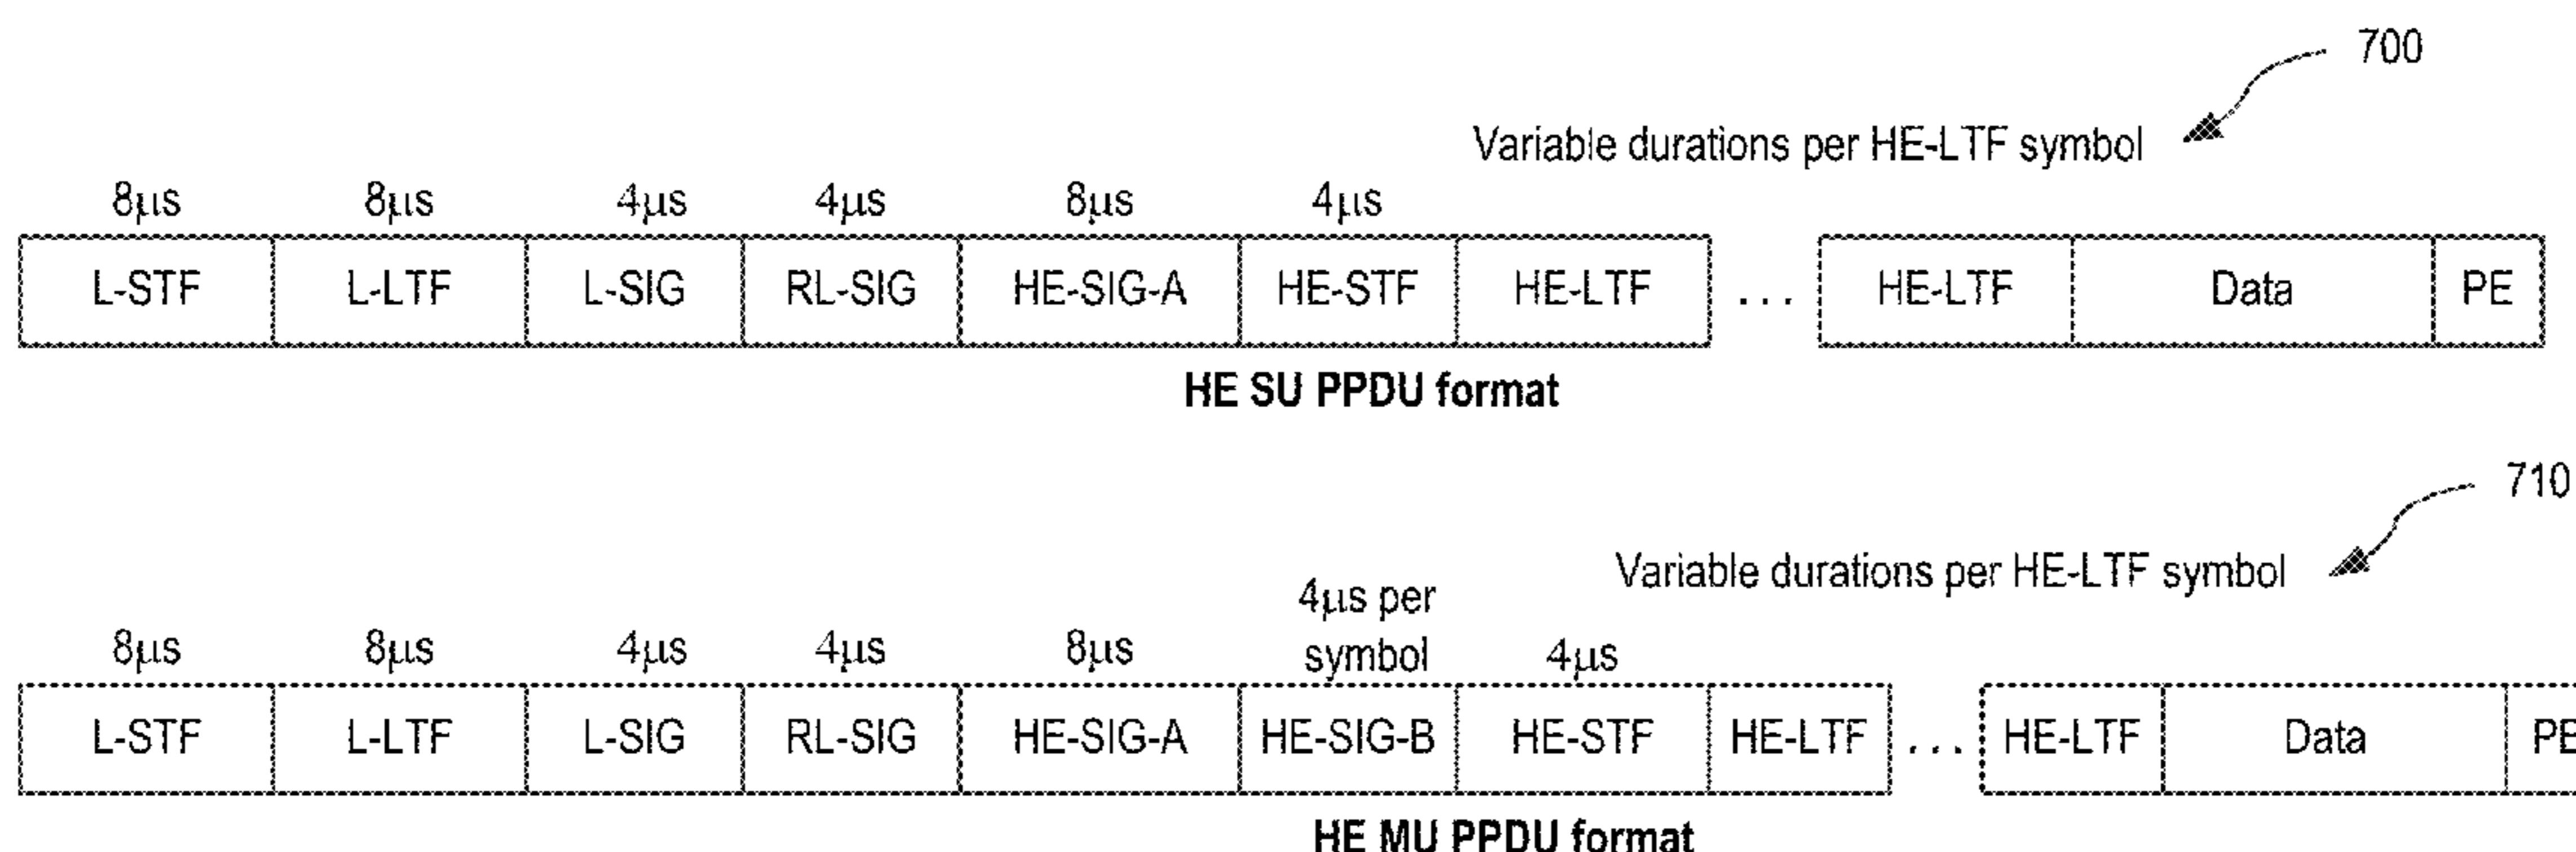 700
Variable durations per HE-LTF symbol
8μs 8μs 4μs 4μs 8μs 4μs
L-STF L-LTF L-SIG RL-SIG HE-SIG-A HE-STF HE-LTF ... HE-LTF Data PE
HE SU PPDU format
710
Variable durations per HE-LTF symbol
4μs per
symbol
8μs 8μs 4μs 4μs 8μs 4μs
L-STF L-LTF L-SIG RL-SIG HE-SIG-A HE-SIG-B HE-STF HE-LTF ... HE-LTF Data PE
HE MU PPDU format